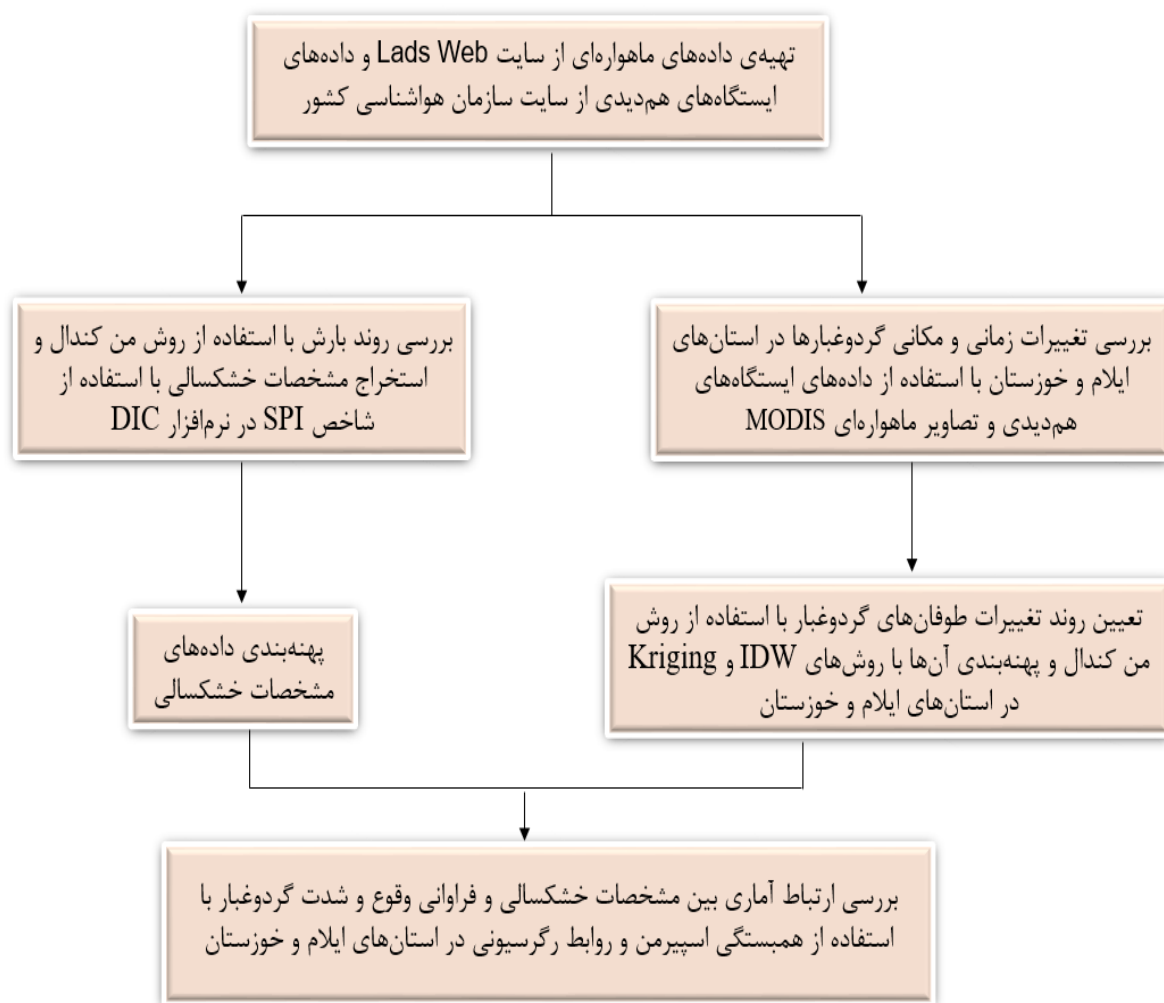 تهیه‌ی داده‌های ماهواره‌ای از سایت Lads Web و داده‌های
ایستگاه‌های هم‌دیدی از سایت سازمان هواشناسی کشور
بررسی تغییرات زمانی و مکانی گردوغبارها در استان‌های
ایلام و خوزستان با استفاده از داده‌های ایستگاه‌های
هم‌دیدی و تصاویر ماهواره‌ای MODIS
بررسی روند بارش با استفاده از روش من کندال و
استخراج مشخصات خشکسالی با استفاده از
شاخص SPI در نرم‌افزار DIC
تعیین روند تغییرات طوفان‌های گردوغبار با استفاده از روش
من کندال و پهنه‌بندی آن‌ها با روش‌های IDW و Kriging
در استان‌های ایلام و خوزستان
پهنه‌بندی داده‌های
مشخصات خشکسالی
بررسی ارتباط آماری بین مشخصات خشکسالی و فراوانی وقوع و شدت گردوغبار با
استفاده از همبستگی اسپیرمن و روابط رگرسیونی در استان‌های ایلام و خوزستان